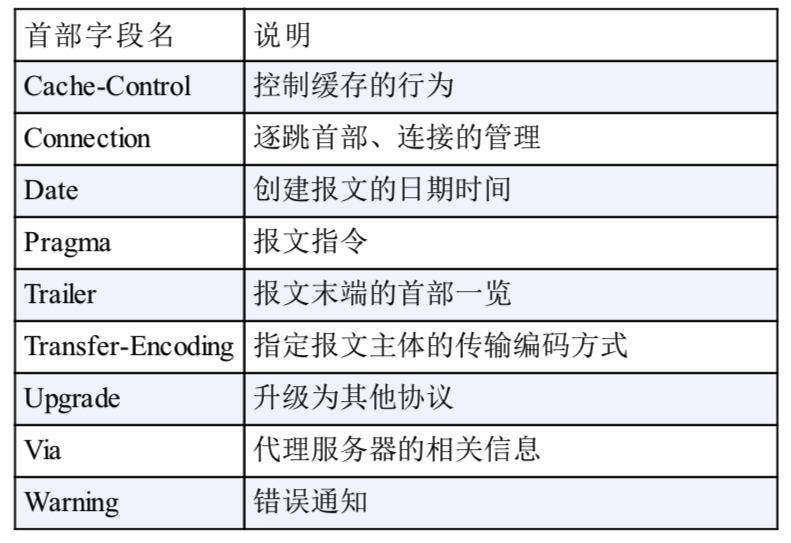 首部字段名 说明
Cache-Control 控制缓存的行为
Connection 逐跳首部、连接的管理
Date 创建报文的日期时间
Pragma 报文指令
Trailer 报文末端的首部一览
Transfer-Encoding 指定报文主体的传输编码方式
Upgrade 升级为其他协议
Via 代理服务器的相关信息
Warning 错误通知